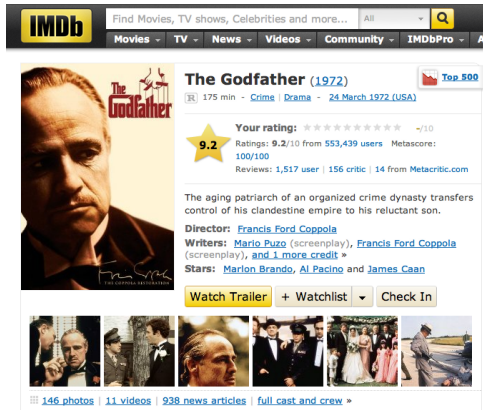 IMDb
Find Movies, TV shows, Celebrities and more...
All
Movies
TV
News
Videos
Community
IMDbPro
A
The Godfather
THE COPPOLA RESTORATION
The Godfather (1972)
Top 500
R 175 min - Crime | Drama - 24 March 1972 (USA)
9.2
Your rating: -/10
Ratings: 9.2/10 from 553,439 users Metascore:
100/100
Reviews: 1,517 user | 156 critic | 14 from Metacritic.com
The aging patriarch of an organized crime dynasty transfers
control of his clandestine empire to his reluctant son.
Director: Francis Ford Coppola
Writers: Mario Puzo (screenplay), Francis Ford Coppola
(screenplay), and 1 more credit »
Stars: Marlon Brando, Al Pacino and James Caan
Watch Trailer
+ Watchlist
Check In
146 photos | 11 videos | 938 news articles | full cast and crew »